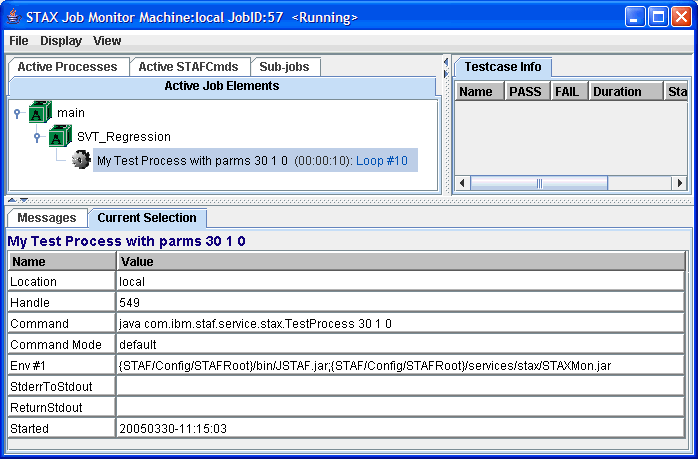 STAX Job Monitor Machine:local JobID:57 <Running>
File Display View
Active Processes Active STAFCmds Sub-jobs
Active Job Elements
main
SVT_Regression
My Test Process with parms 30 1 0 (00:00:10): Loop #10
Testcase Info
Name PASS FAIL Duration Sta
Messages Current Selection
My Test Process with parms 30 1 0
Name Value
Location local
Handle 549
Command java com.ibm.staf.service.stax.TestProcess 30 1 0
Command Mode default
Env #1 {STAF/Config/STAFRoot}/bin/JSTAF.jar;{STAF/Config/STAFRoot}/services/stax/STAXMon.jar
StderrToStdout
ReturnStdout
Started 20050330-11:15:03